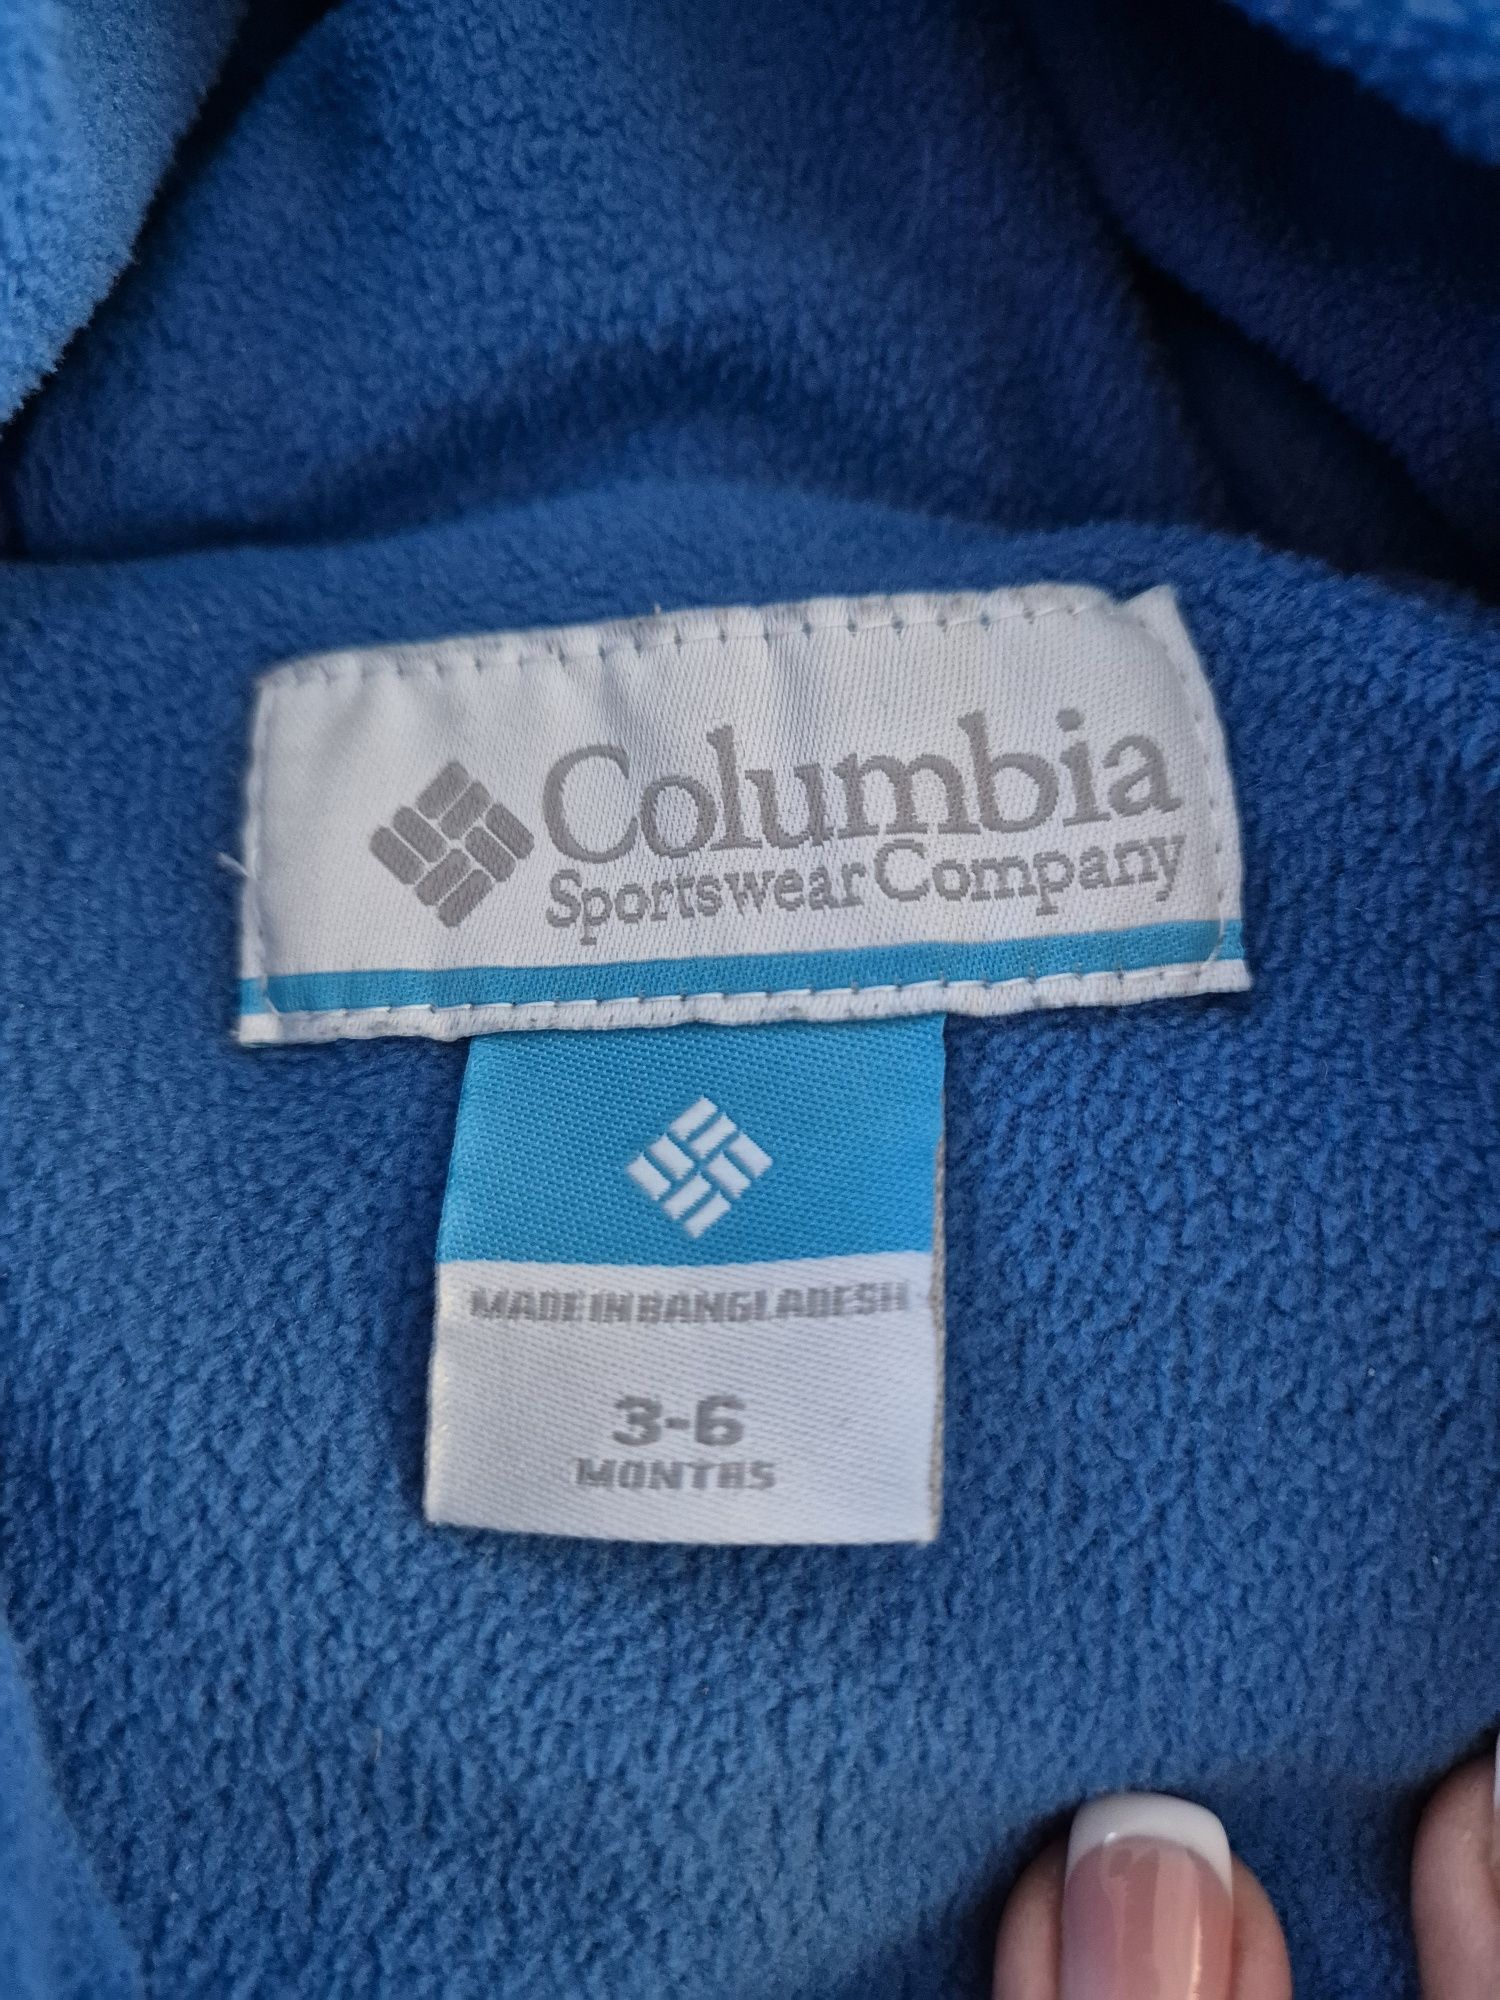 Columbia
Sportswear Company
MADE IN BANGLADESH
3-6
MONTHS